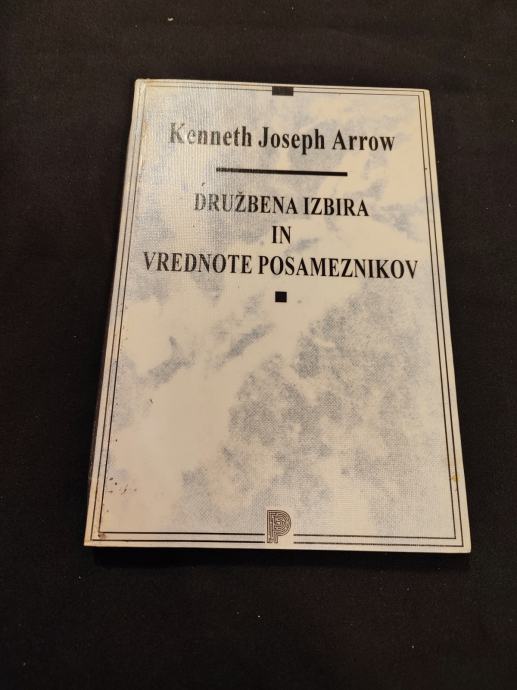 Kenneth Joseph Arrow
DRUŽBENA IZBIRA
IN
VREDNOTE POSAMEZNIKOV